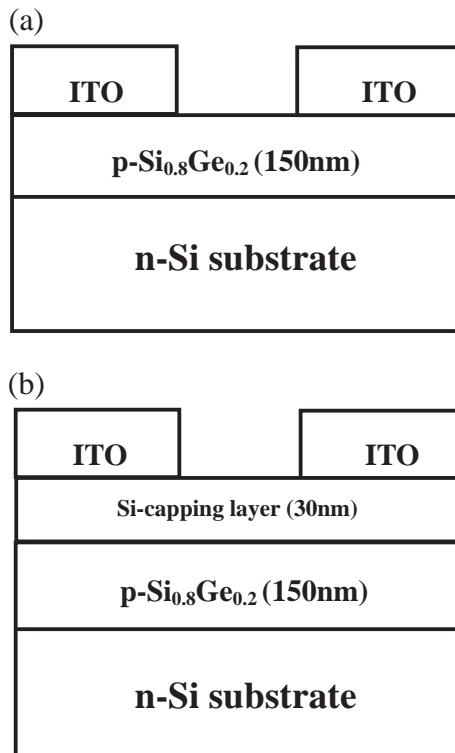 (a)
ITO ITO
p-Si₀.₈Ge₀.₂ (150nm)
n-Si substrate
(b)
ITO ITO
Si-capping layer (30nm)
p-Si₀.₈Ge₀.₂ (150nm)
n-Si substrate